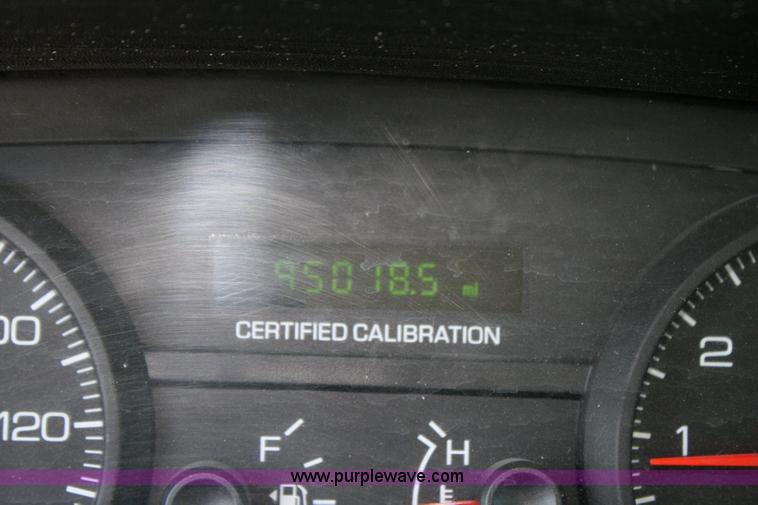 95018.5 mi
CERTIFIED CALIBRATION
00
120
F
H
2
1
E
www.purplewave.com